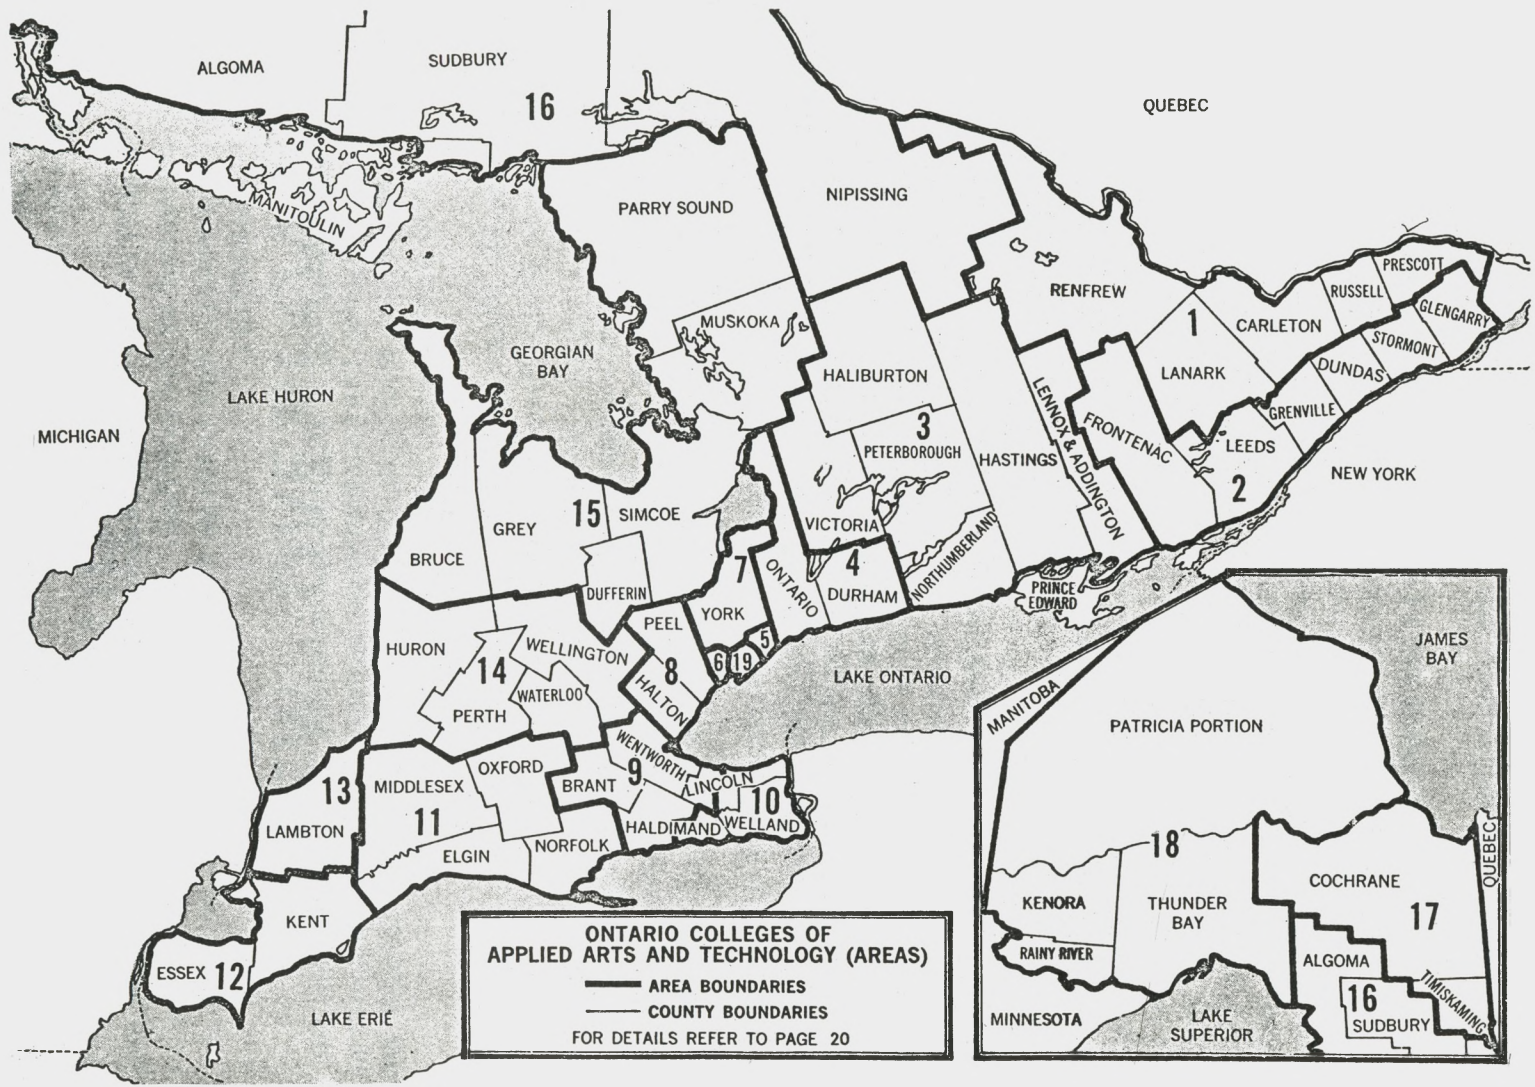 ALGOMA
SUDBURY
16
QUEBEC
MANITOULIN
PARRY SOUND
NIPISSING
PRESCOTT
RUSSELL
GLENGARRY
RENFREW
1
CARLETON
STORMONT
MUSKOKA
GEORGIAN
BAY
LAKE HURON
HALIBURTON
LANARK
DUNDAS
MICHIGAN
LENNOX & ADDINGTON
FRONTENAC
GRENVILLE
LEEDS
3
PETERBOROUGH
HASTINGS
NEW YORK
2
GREY
15
SIMCOE
VICTORIA
NORTHUMBERLAND
BRUCE
7
ONTARIO
4
DURHAM
DUFFERIN
PRINCE
EDWARD
YORK
PEEL
HURON
WELLINGTON
5
6
19
14
8
WATERLOO
HALTON
PERTH
LAKE ONTARIO
WENTWORTH
OXFORD
MIDDLESEX
BRANT
9
LINCOLN
13
10
LAMBTON
11
HALDIMAND
WELLAND
ELGIN
NORFOLK
KENT
ESSEX
12
LAKE ERIE
JAMES
BAY
MANITOBA
PATRICIA PORTION
QUEBEC
18
COCHRANE
KENORA
THUNDER
BAY
17
RAINY RIVER
ALGOMA
TIMISKAMING
16
SUDBURY
MINNESOTA
LAKE
SUPERIOR
ONTARIO COLLEGES OF
APPLIED ARTS AND TECHNOLOGY (AREAS)
AREA BOUNDARIES
COUNTY BOUNDARIES
FOR DETAILS REFER TO PAGE 20